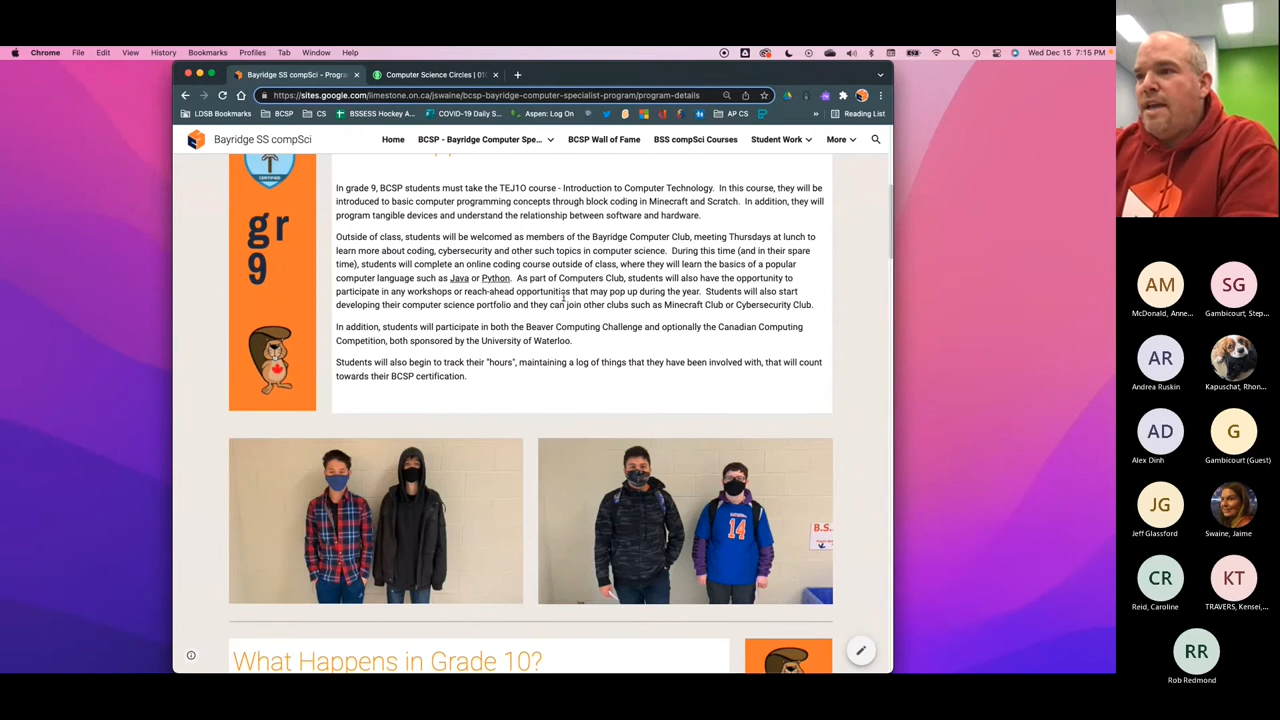 Chrome File Edit View History Bookmarks Profiles Tab Window Help
Wed Dec 15 7:15 PM
Bayridge SS compSci - Progra
Computer Science Circles | 01
https://sites.google.com/limestone.on.ca/jswaine/bcsp-bayridge-computer-specialist-program/program-details
LDSB Bookmarks BCSP CS BSSESS Hockey A... COVID-19 Daily S... Aspen: Log On AP CS » Reading List
Bayridge SS compSci
Home BCSP - Bayridge Computer Spe... BCSP Wall of Fame BSS compSci Courses Student Work More
CERTIFIED
gr
9
In grade 9, BCSP students must take the TEJ1O course - Introduction to Computer Technology. In this course, they will be
introduced to basic computer programming concepts through block coding in Minecraft and Scratch. In addition, they will
program tangible devices and understand the relationship between software and hardware.
Outside of class, students will be welcomed as members of the Bayridge Computer Club, meeting Thursdays at lunch to
learn more about coding, cybersecurity and other such topics in computer science. During this time (and in their spare
time), students will complete an online coding course outside of class, where they will learn the basics of a popular
computer language such as Java or Python. As part of Computers Club, students will also have the opportunity to
participate in any workshops or reach-ahead opportunities that may pop up during the year. Students will also start
developing their computer science portfolio and they can join other clubs such as Minecraft Club or Cybersecurity Club.
In addition, students will participate in both the Beaver Computing Challenge and optionally the Canadian Computing
Competition, both sponsored by the University of Waterloo.
Students will also begin to track their "hours", maintaining a log of things that they have been involved with, that will count
towards their BCSP certification.
14
B.S.
What Happens in Grade 10?
AM
McDonald, Anne...
SG
Gambicourt, Step...
AR
Andrea Ruskin
Kapuschat, Rhon...
AD
Alex Dinh
G
Gambicourt (Guest)
JG
Jeff Glassford
Swaine, Jaime
CR
Reid, Caroline
KT
TRAVERS, Kensei,...
RR
Rob Redmond